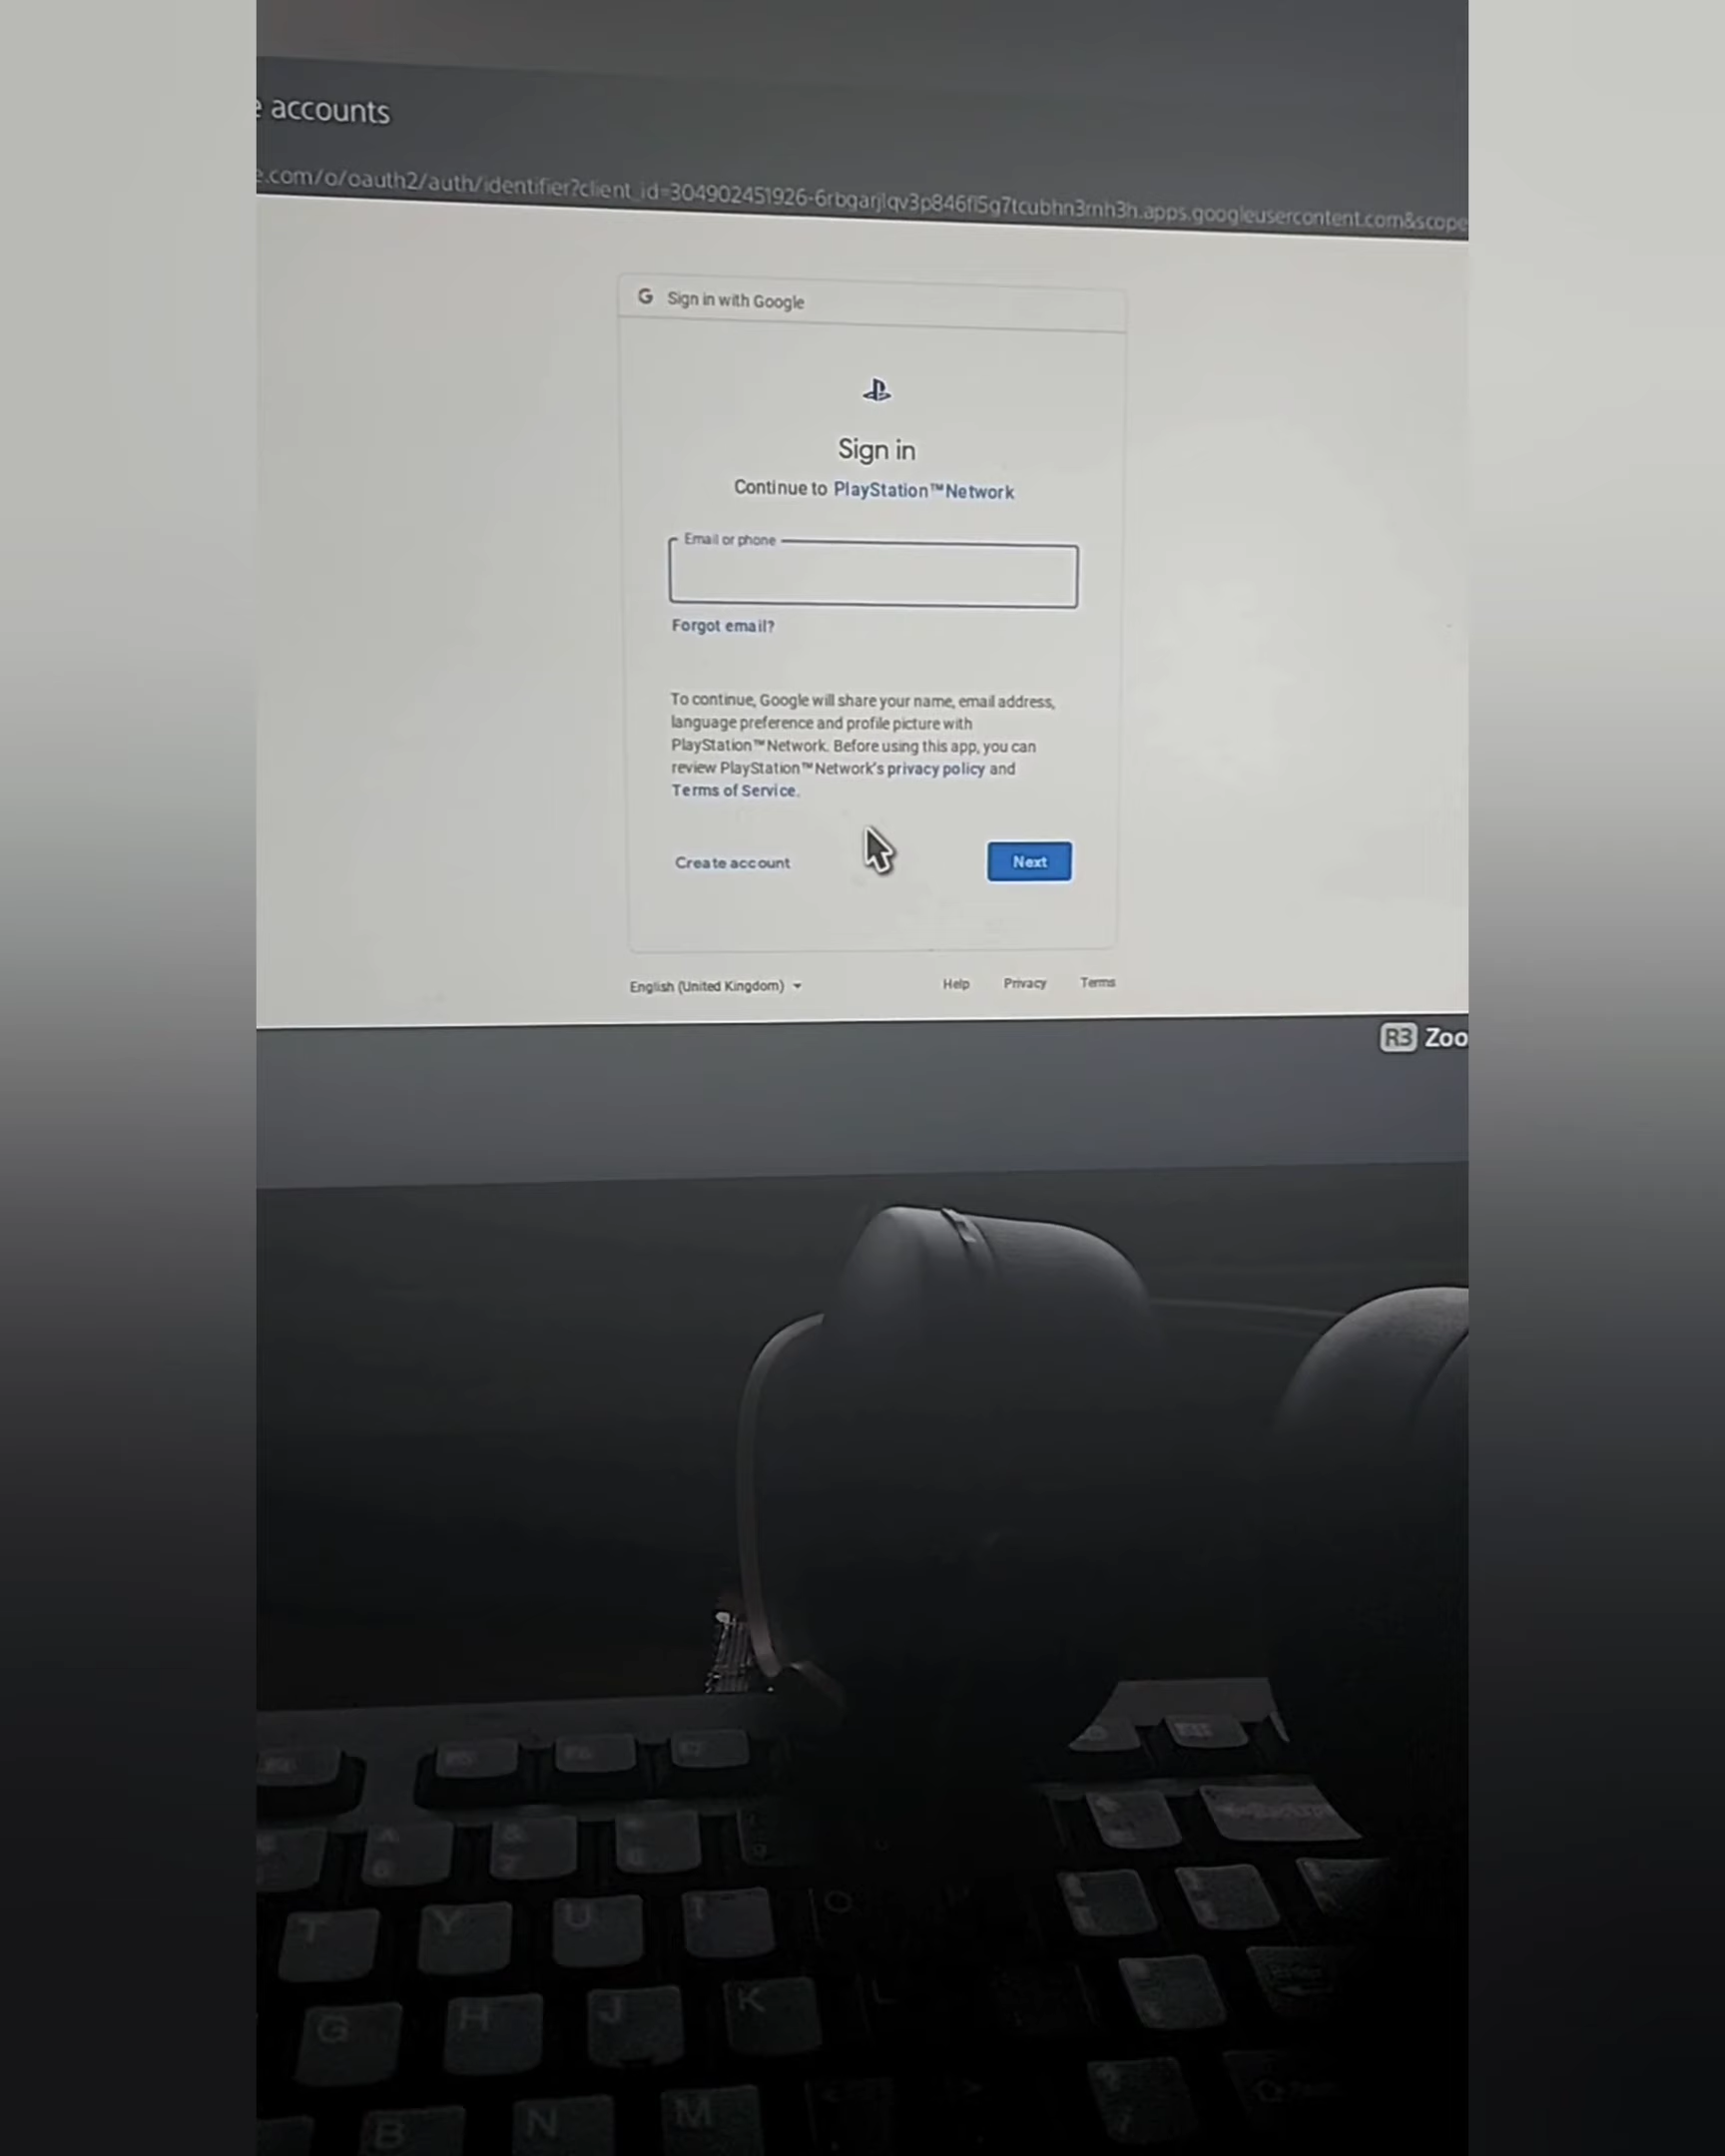 accounts
.com/o/oauth2/auth/identifier?client_id=304902451926-6rbgarjlqv3p846fl5g7tcubhn3mh3h.apps.googleusercontent.com&scope
G Sign in with Google
Sign in
Continue to PlayStation™Network
Email or phone
Forgot email?
To continue, Google will share your name, email address,
language preference and profile picture with
PlayStation™Network. Before using this app, you can
review PlayStation™Network's privacy policy and
Terms of Service.
Create account
Next
English (United Kingdom)
Help Privacy Terms
R3 Zoo
T Y U I O
G H J K L
B N M